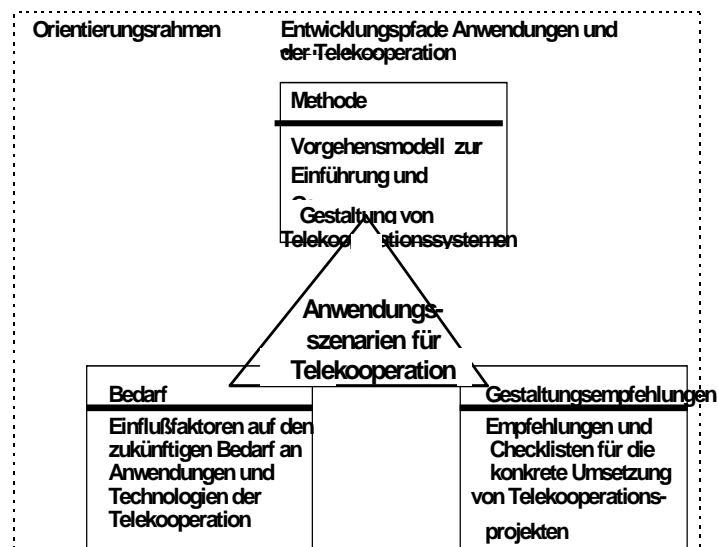 Orientierungsrahmen
Entwicklungspfade Anwendungen und
der Telekooperation
Methode
Vorgehensmodell zur
Einführung und
Gestaltung von
Telekooperationssystemen
Anwendungs-
szenarien für
Telekooperation
Bedarf
Einflußfaktoren auf den
zukünftigen Bedarf an
Anwendungen und
Technologien der
Telekooperation
Gestaltungsempfehlungen
Empfehlungen und
Checklisten für die
konkrete Umsetzung
von Telekooperations-
projekten